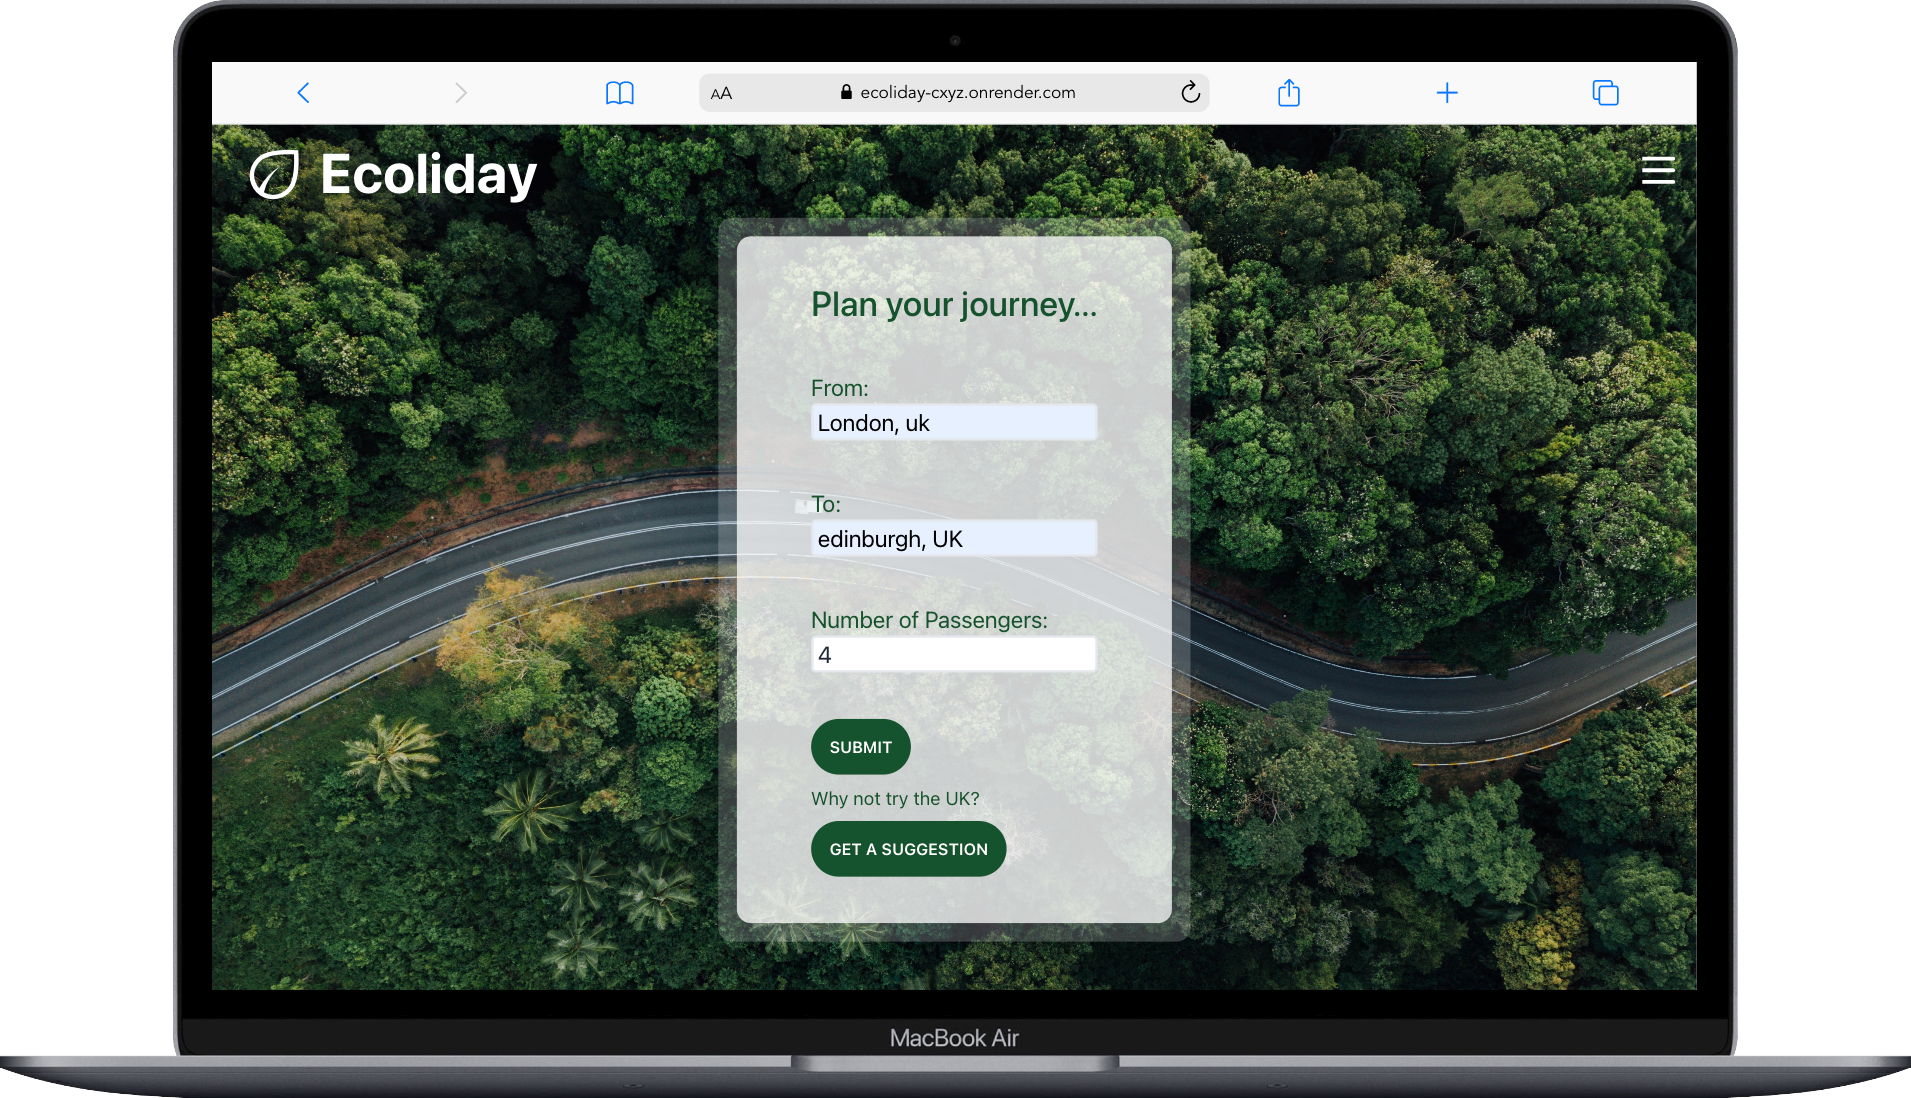 AA
ecoliday-cxyz.onrender.com
Ecoliday
Plan your journey...
From:
London, uk
To:
edinburgh, UK
Number of Passengers:
4
SUBMIT
Why not try the UK?
GET A SUGGESTION
MacBook Air